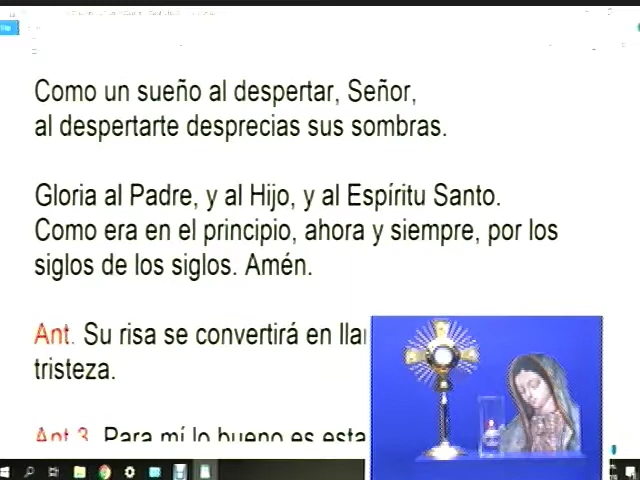 Como un sueño al despertar, Señor,
al despertarte desprecias sus sombras.
Gloria al Padre, y al Hijo, y al Espíritu Santo.
Como era en el principio, ahora y siempre, por los
siglos de los siglos. Amén.
Ant. Su risa se convertirá en llan
tristeza.
Ant 3. Para mí lo bueno es esta